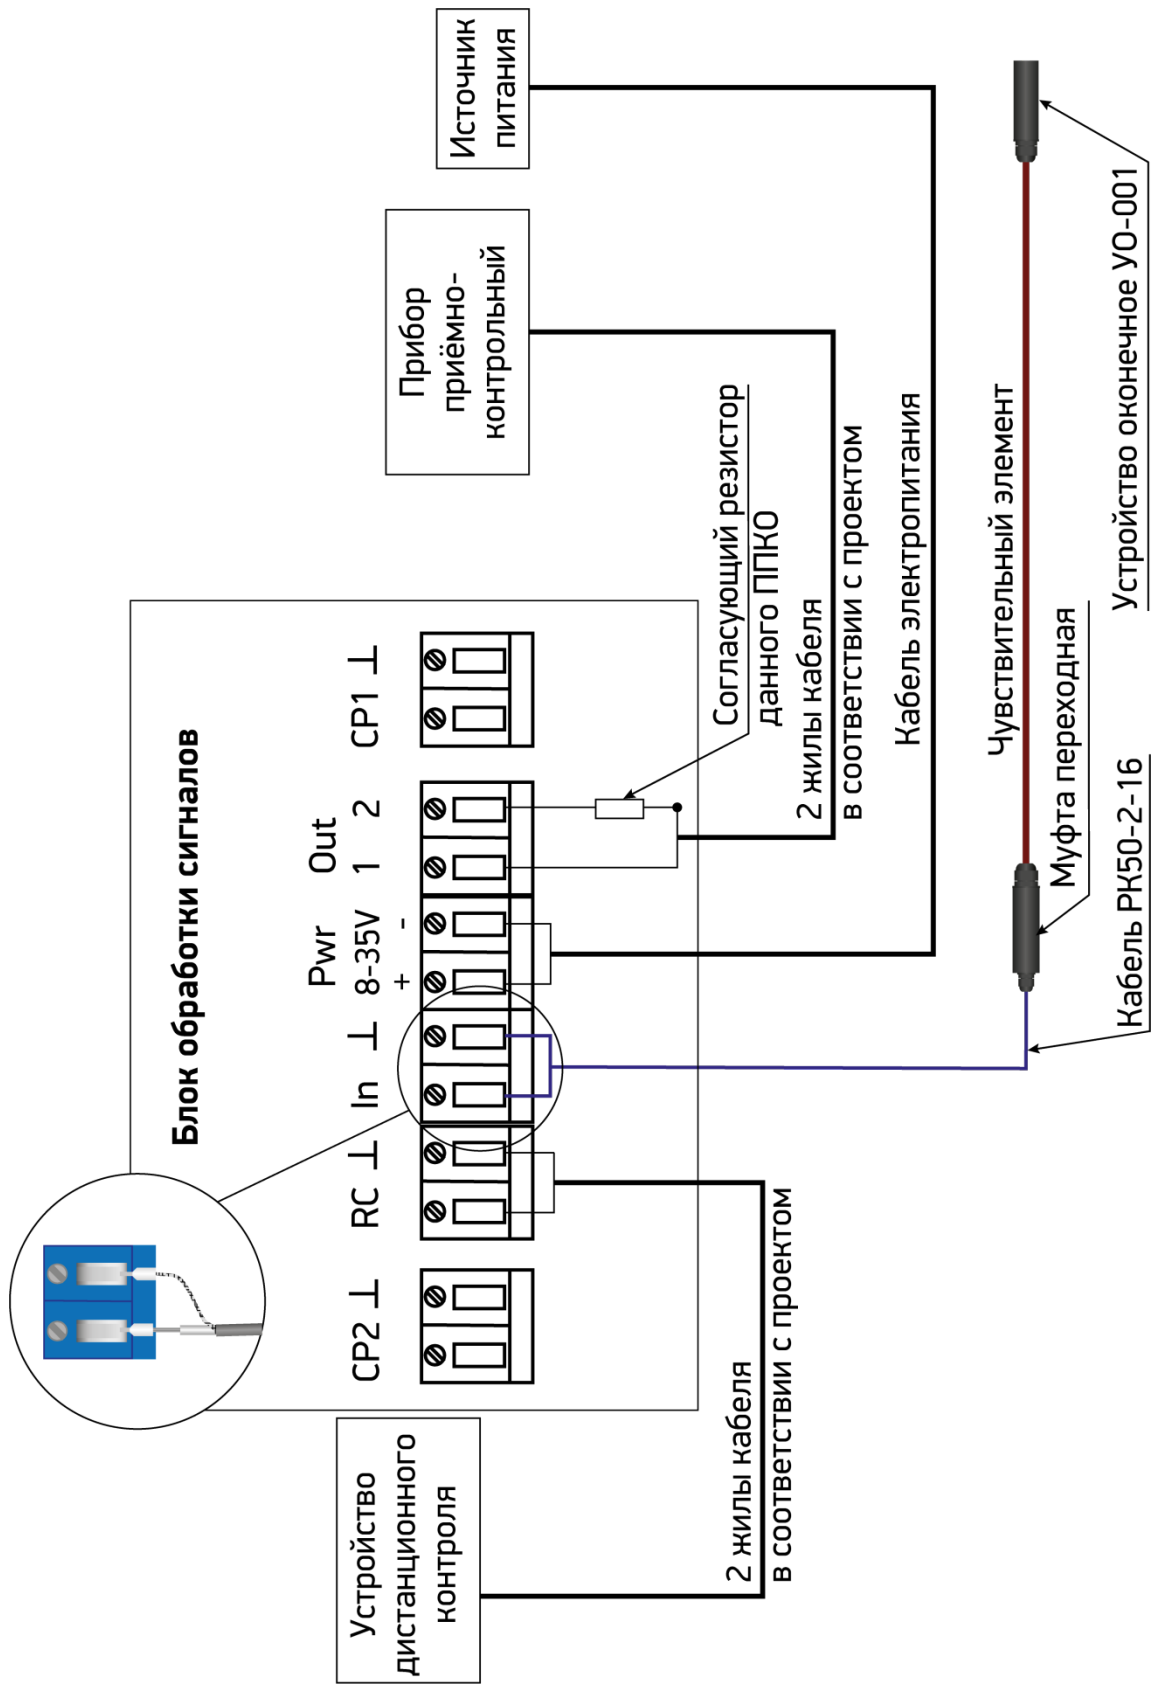 Блок обработки сигналов
Pwr
Out
CP2 ⊥
RC ⊥
In ⊥
8-35V
+ -
1
2
CP1 ⊥
Устройство
дистанционного
контроля
Прибор
приёмно-
контрольный
Источник
питания
2 жилы кабеля
в соответствии с проектом
Согласующий резистор
данного ППКО
2 жилы кабеля
в соответствии с проектом
Кабель электропитания
Чувствительный элемент
Муфта переходная
Кабель РК50-2-16
Устройство оконечное УО-001